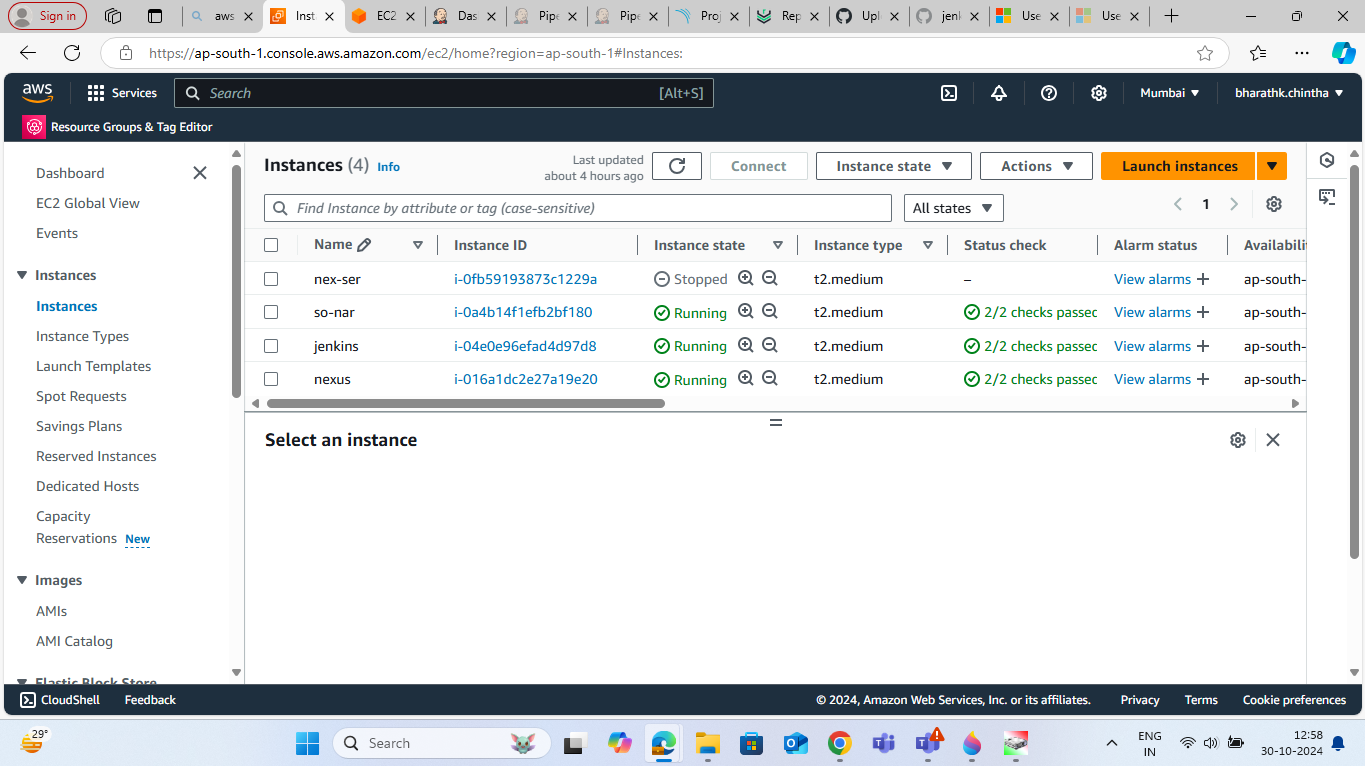 Sign in
aws
Insta
EC2
Das
Pipe
Pipe
Proj
Rep
Uplo
jenk
Use
Use
https://ap-south-1.console.aws.amazon.com/ec2/home?region=ap-south-1#Instances:
aws
Services
Search
[Alt+S]
Mumbai
bharathk.chintha
Resource Groups & Tag Editor
Dashboard
EC2 Global View
Events
Instances
Instances
Instance Types
Launch Templates
Spot Requests
Savings Plans
Reserved Instances
Dedicated Hosts
Capacity
Reservations New
Images
AMIs
AMI Catalog
Elastic Block Store
Instances (4) Info
Last updated
about 4 hours ago
Connect
Instance state
Actions
Launch instances
Find Instance by attribute or tag (case-sensitive)
All states
1
Name Instance ID Instance state Instance type Status check Alarm status Availabili
nex-ser i-0fb59193873c1229a Stopped t2.medium – View alarms + ap-south-
so-nar i-0a4b14f1efb2bf180 Running t2.medium 2/2 checks passed View alarms + ap-south-
jenkins i-04e0e96efad4d97d8 Running t2.medium 2/2 checks passed View alarms + ap-south-
nexus i-016a1dc2e27a19e20 Running t2.medium 2/2 checks passed View alarms + ap-south-
Select an instance
CloudShell
Feedback
© 2024, Amazon Web Services, Inc. or its affiliates.
Privacy
Terms
Cookie preferences
29°
Search
ENG
IN
12:58
30-10-2024